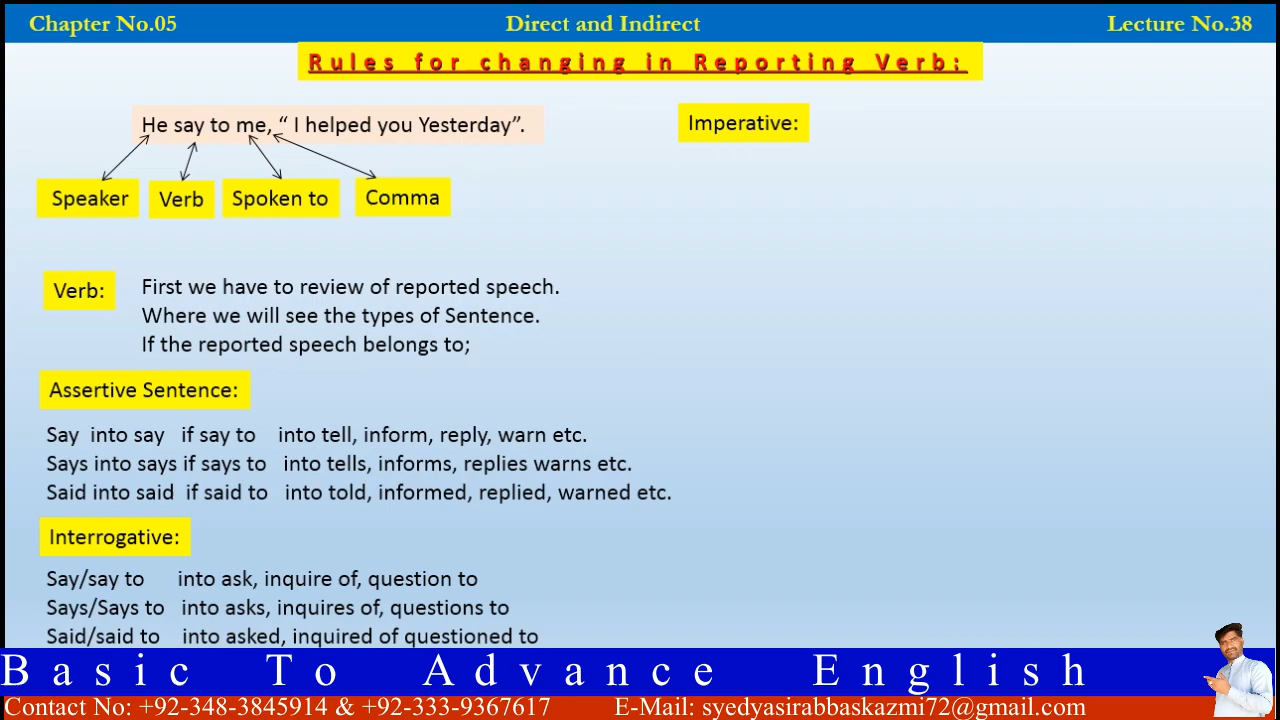 Chapter No.05 Direct and Indirect Lecture No.38
Rules for changing in Reporting Verb:
He say to me, “ I helped you Yesterday”.
Speaker Verb Spoken to Comma
Verb: First we have to review of reported speech.
Where we will see the types of Sentence.
If the reported speech belongs to;
Assertive Sentence:
Say into say if say to into tell, inform, reply, warn etc.
Says into says if says to into tells, informs, replies warns etc.
Said into said if said to into told, informed, replied, warned etc.
Interrogative:
Say/say to into ask, inquire of, question to
Says/Says to into asks, inquires of, questions to
Said/said to into asked, inquired of questioned to
Imperative:
Basic To Advance English
Contact No: +92-348-3845914 & +92-333-9367617 E-Mail: syedyasirabbaskazmi72@gmail.com